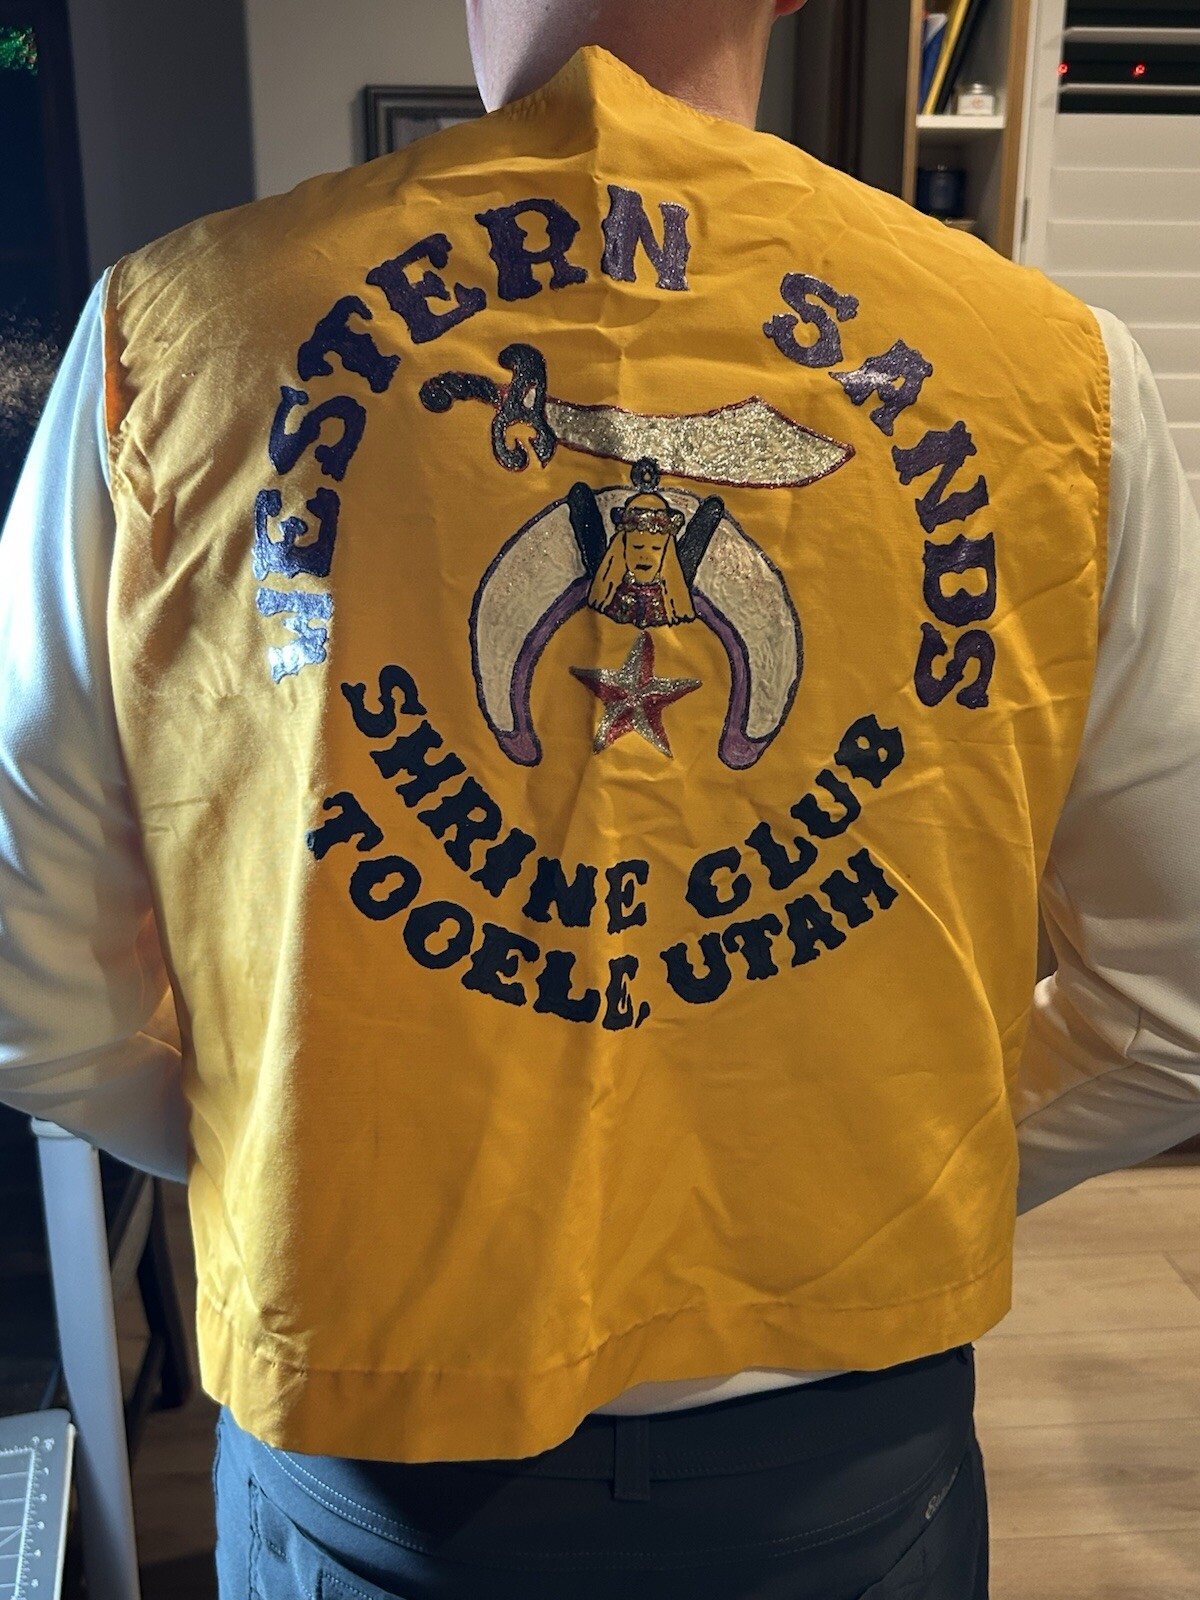 WESTERN SANDS
SHRINE CLUB
TOOELE, UTAH